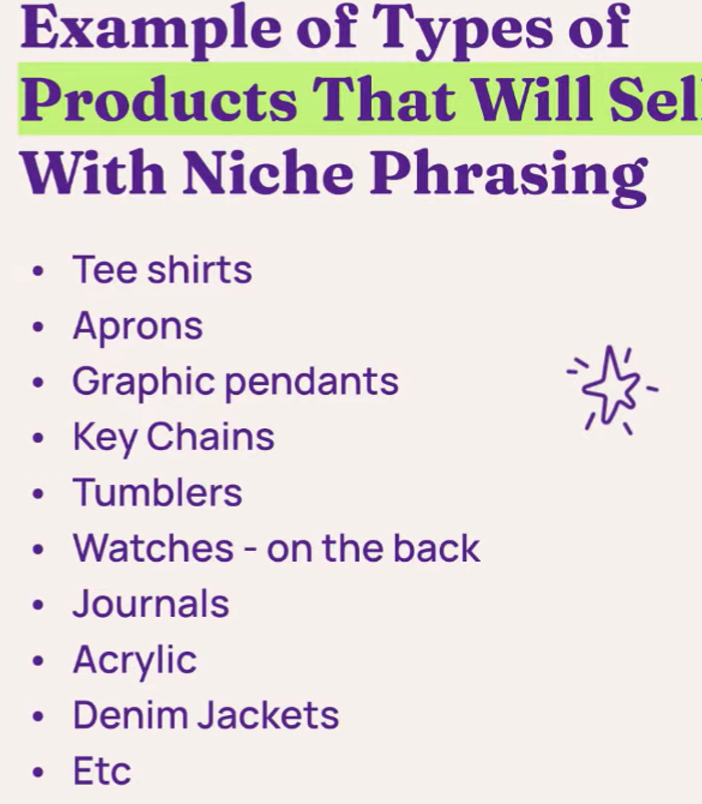 Example of Types of
Products That Will Sell
With Niche Phrasing
• Tee shirts
• Aprons
• Graphic pendants
• Key Chains
• Tumblers
• Watches - on the back
• Journals
• Acrylic
• Denim Jackets
• Etc